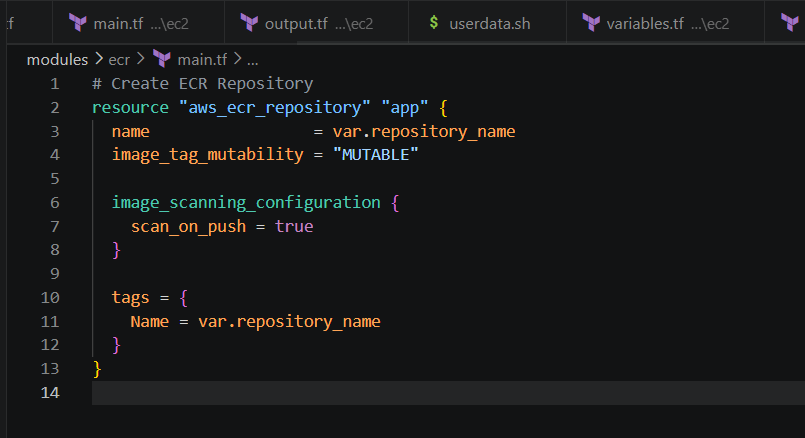 tf main.tf ...\ec2 output.tf ...\ec2 $ userdata.sh variables.tf ...\ec2
modules > ecr > main.tf > ...
1 # Create ECR Repository
2 resource "aws_ecr_repository" "app" {
3   name                 = var.repository_name
4   image_tag_mutability = "MUTABLE"
5
6   image_scanning_configuration {
7     scan_on_push = true
8   }
9
10   tags = {
11     Name = var.repository_name
12   }
13 }
14